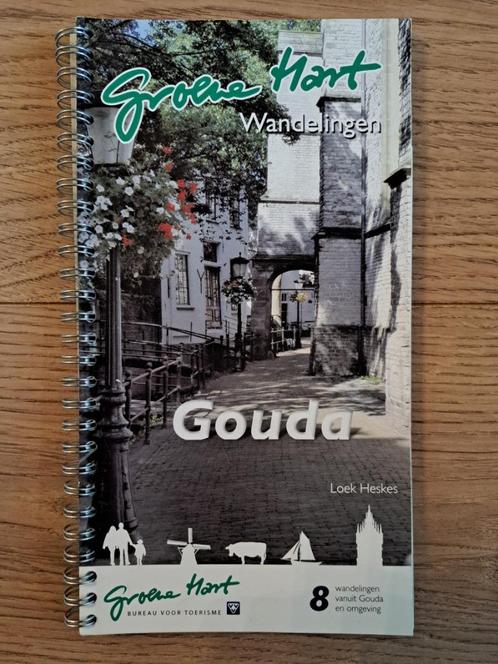 Groene Hart
Wandelingen
Gouda
Loek Heskes
Groene Hart
BUREAU VOOR TOERISME
8
wandelingen
vanuit Gouda
en omgeving